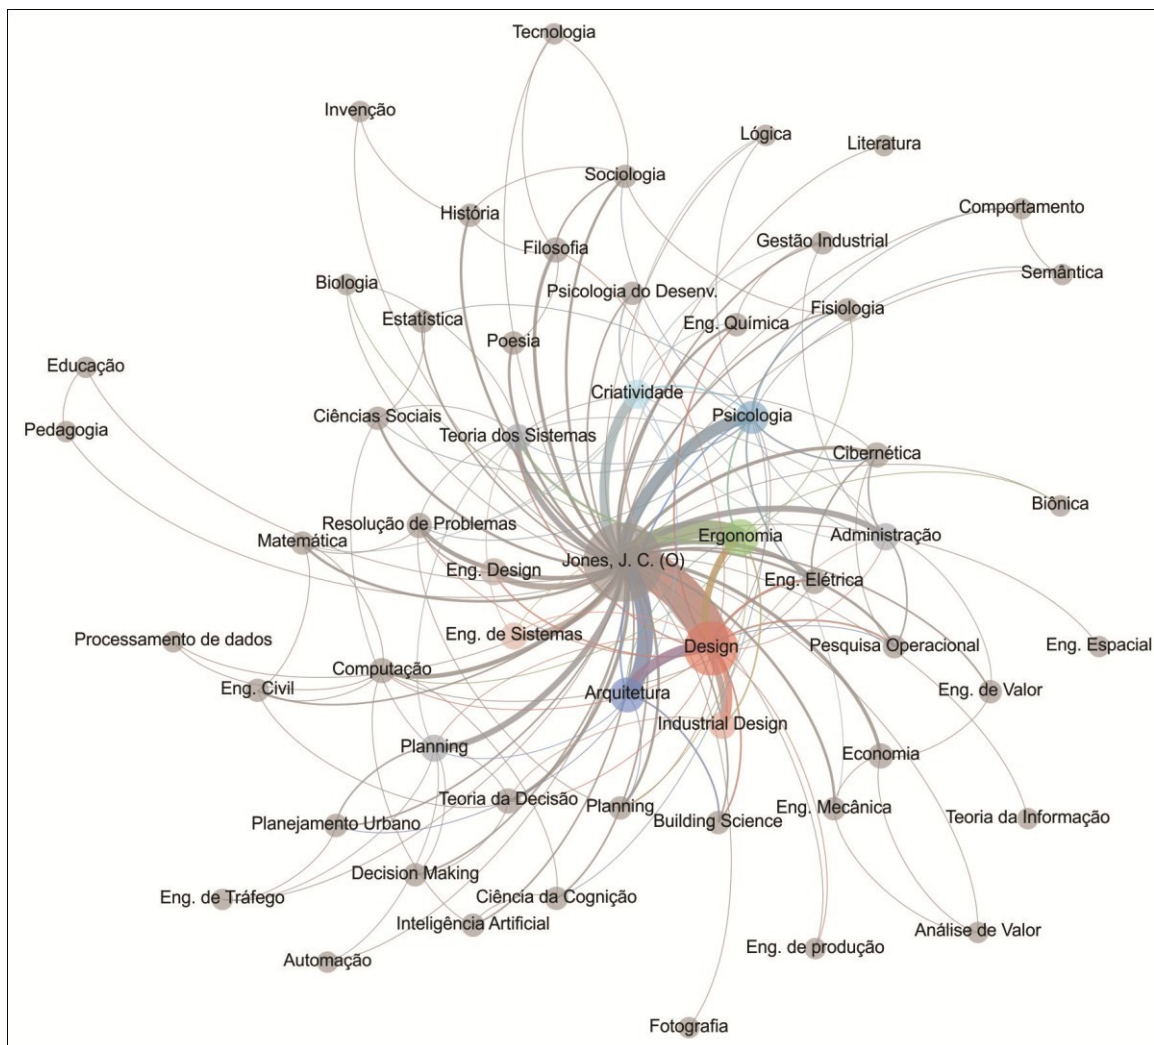 Tecnologia
Invenção
Lógica
Literatura
Sociologia
Comportamento
História
Gestão Industrial
Filosofia
Semântica
Biologia
Psicologia do Desenv.
Fisiologia
Estatística
Eng. Química
Poesia
Educação
Criatividade
Ciências Sociais
Psicologia
Pedagogia
Teoria dos Sistemas
Cibernética
Biônica
Resolução de Problemas
Ergonomia
Administração
Matemática
Jones, J. C. (O)
Eng. Design
Eng. Elétrica
Eng. de Sistemas
Processamento de dados
Design
Pesquisa Operacional
Eng. Espacial
Computação
Eng. Civil
Arquitetura
Eng. de Valor
Industrial Design
Planning
Economia
Teoria da Decisão
Planning
Eng. Mecânica
Planejamento Urbano
Building Science
Teoria da Informação
Decision Making
Eng. de Tráfego
Ciência da Cognição
Inteligência Artificial
Análise de Valor
Eng. de produção
Automação
Fotografia